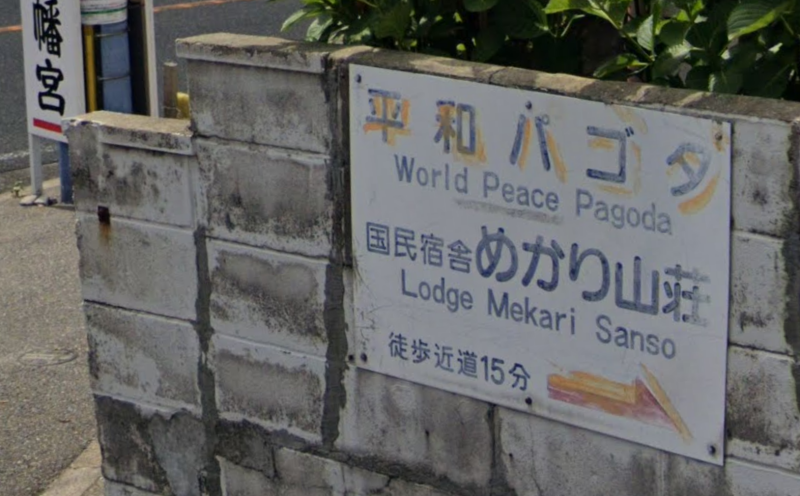 幡宮
平和パゴダ
World Peace Pagoda
国民宿舎めかり山荘
Lodge Mekari Sanso
徒歩近道15分